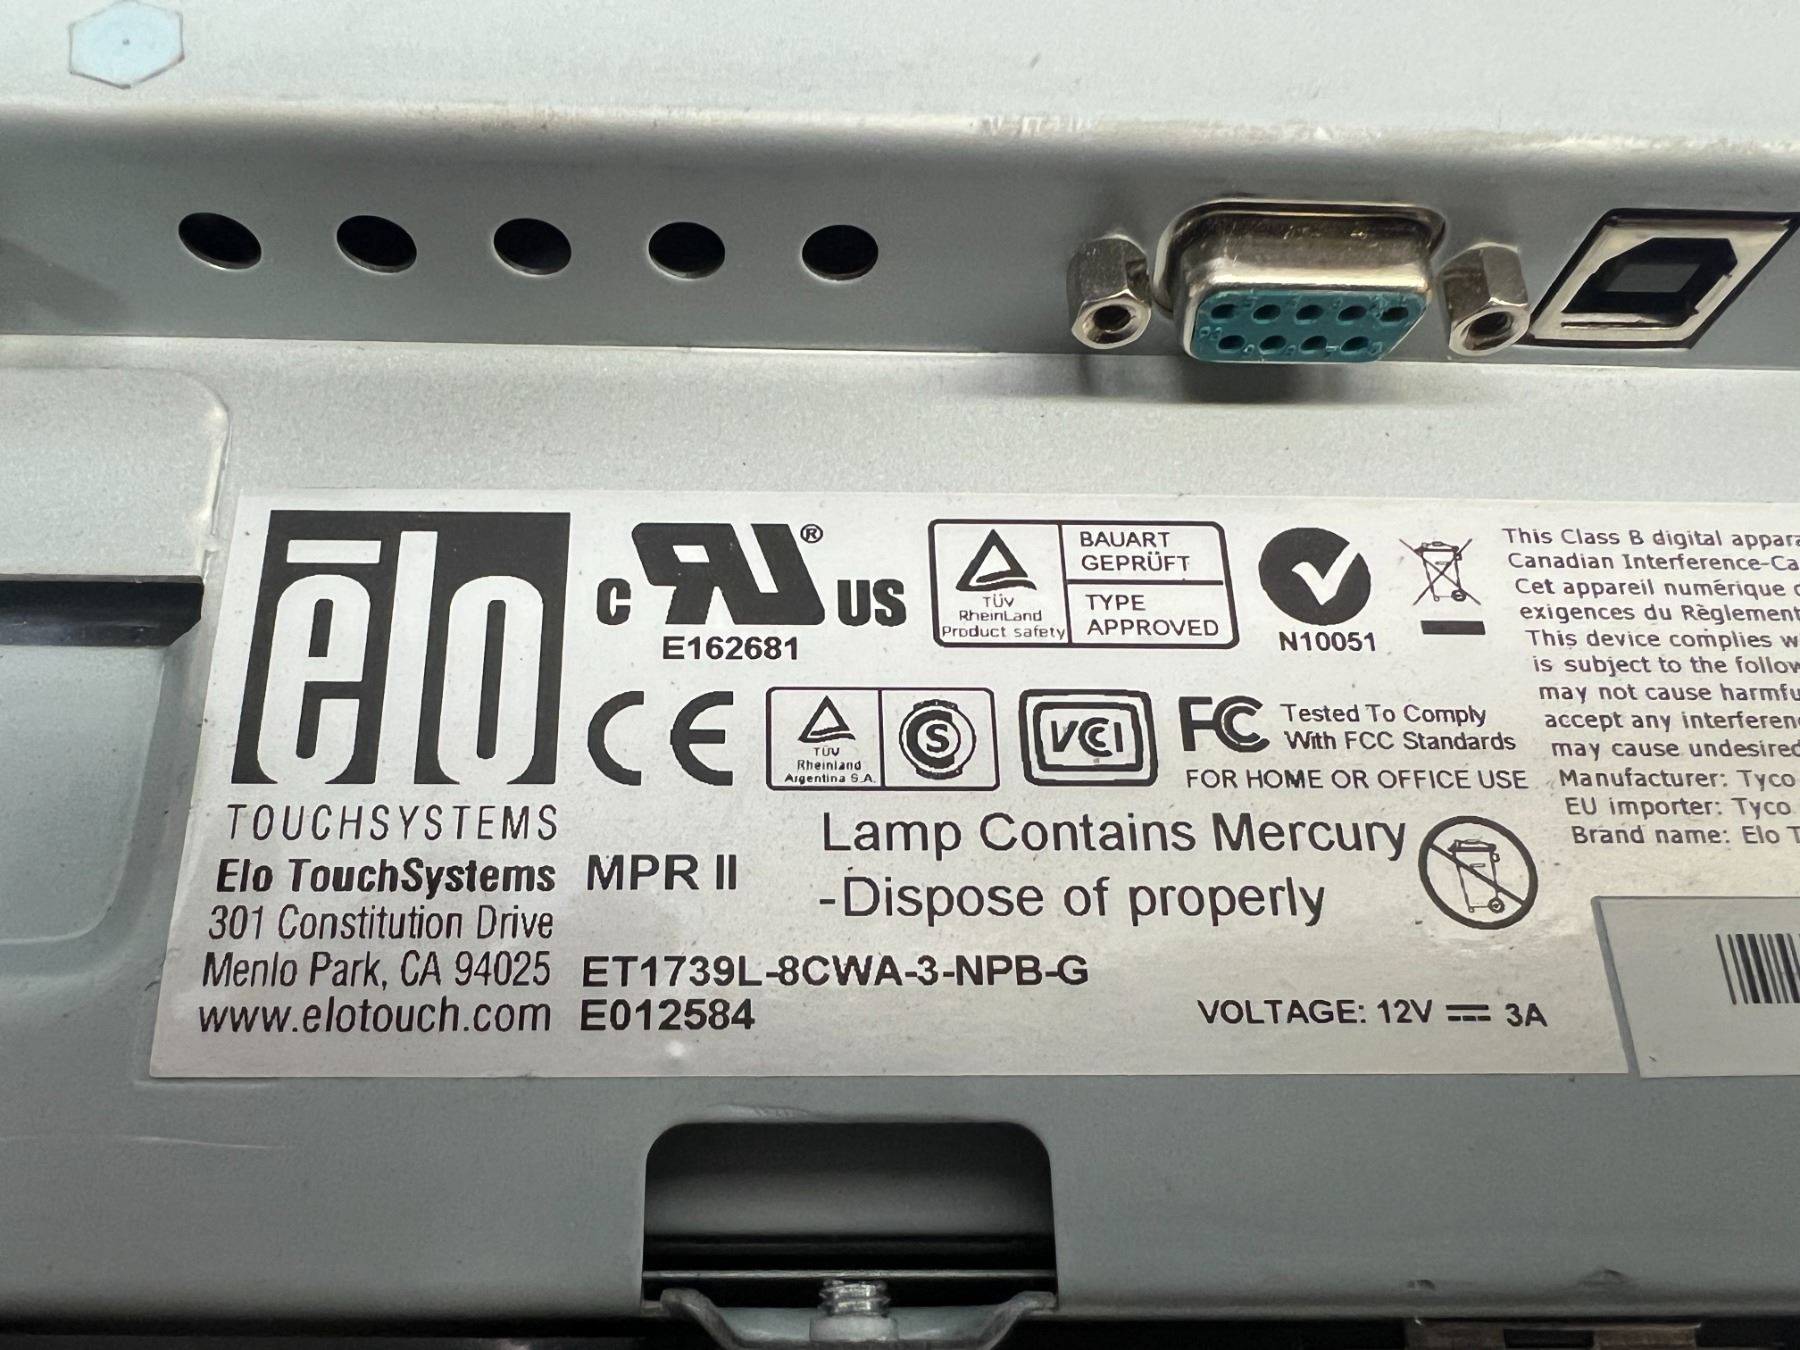 ēlo
TOUCHSYSTEMS
Elo TouchSystems
301 Constitution Drive
Menlo Park, CA 94025
www.elotouch.com
C RU® US
E162681
TÜV
RheinLand
Product safety
BAUART
GEPRÜFT
TYPE
APPROVED
N10051
CE
TÜV
Rheinland
Argentina S.A.
S
VCCI
FC Tested To Comply
With FCC Standards
FOR HOME OR OFFICE USE
MPR II
Lamp Contains Mercury
-Dispose of properly
ET1739L-8CWA-3-NPB-G
E012584
VOLTAGE: 12V ⎓ 3A
This Class B digital
Canadian
Cet appareil numérique
exigences du Règlement
This device complies
is subject to the
may not cause
accept any
may cause undesired
Manufacturer: Tyco
EU importer: Tyco
Brand name: Elo